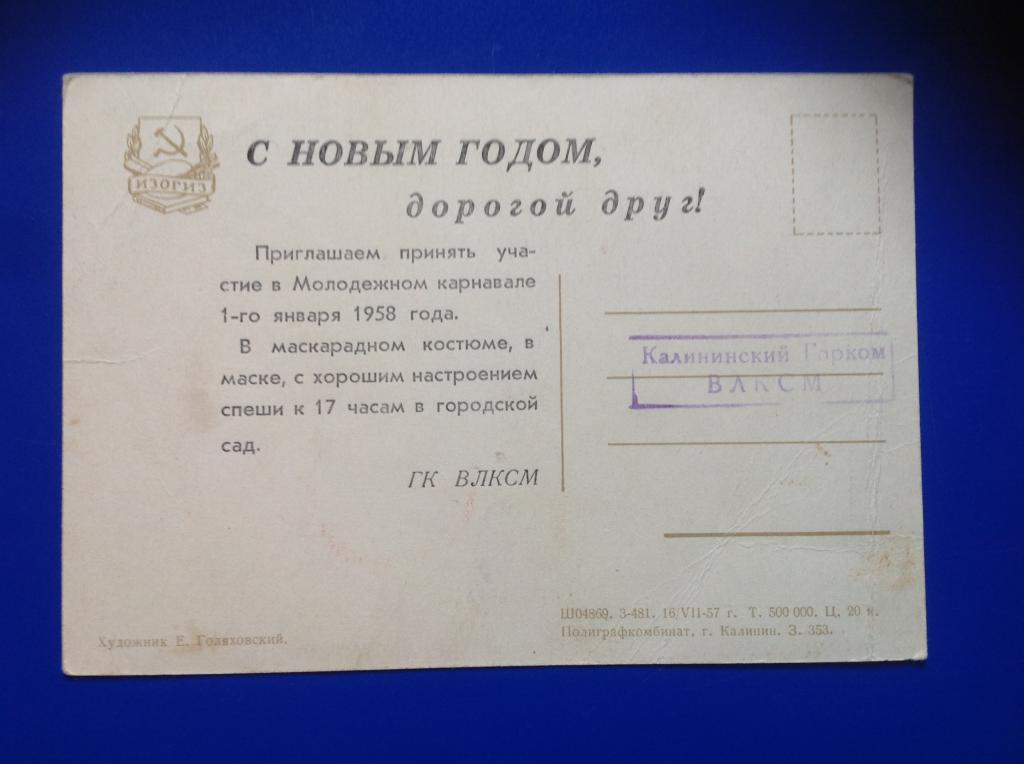 ИЗОГИЗ
С НОВЫМ ГОДОМ,
дорогой друг!
Приглашаем принять уча-
стие в Молодежном карнавале
1-го января 1958 года.
В маскарадном костюме, в
маске, с хорошим настроением
спеши к 17 часам в городской
сад.
ГК ВЛКСМ
Калининский Горком
ВЛКСМ
Художник Е. Голяховский.
Ш04869. 3-481. 16/VII-57 г. Т. 500 000. Ц. 20 к.
Полиграфкомбинат, г. Калинин. З. 353.